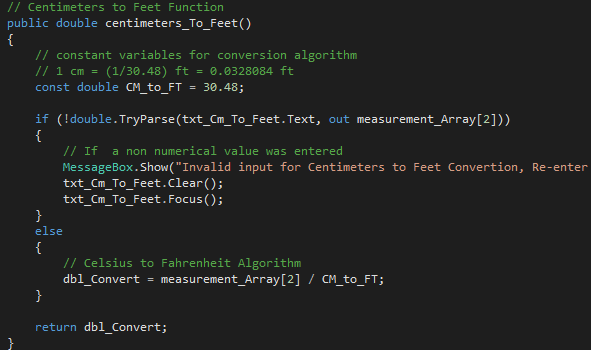 // Centimeters to Feet Function
public double centimeters_To_Feet()
{
    // constant variables for conversion algorithm
    // 1 cm = (1/30.48) ft = 0.0328084 ft
    const double CM_to_FT = 30.48;

    if (!double.TryParse(txt_Cm_To_Feet.Text, out measurement_Array[2]))
    {
        // If  a non numerical value was entered
        MessageBox.Show("Invalid input for Centimeters to Feet Convertion, Re-enter
        txt_Cm_To_Feet.Clear();
        txt_Cm_To_Feet.Focus();
    }
    else
    {
        // Celsius to Fahrenheit Algorithm
        dbl_Convert = measurement_Array[2] / CM_to_FT;
    }

    return dbl_Convert;
}